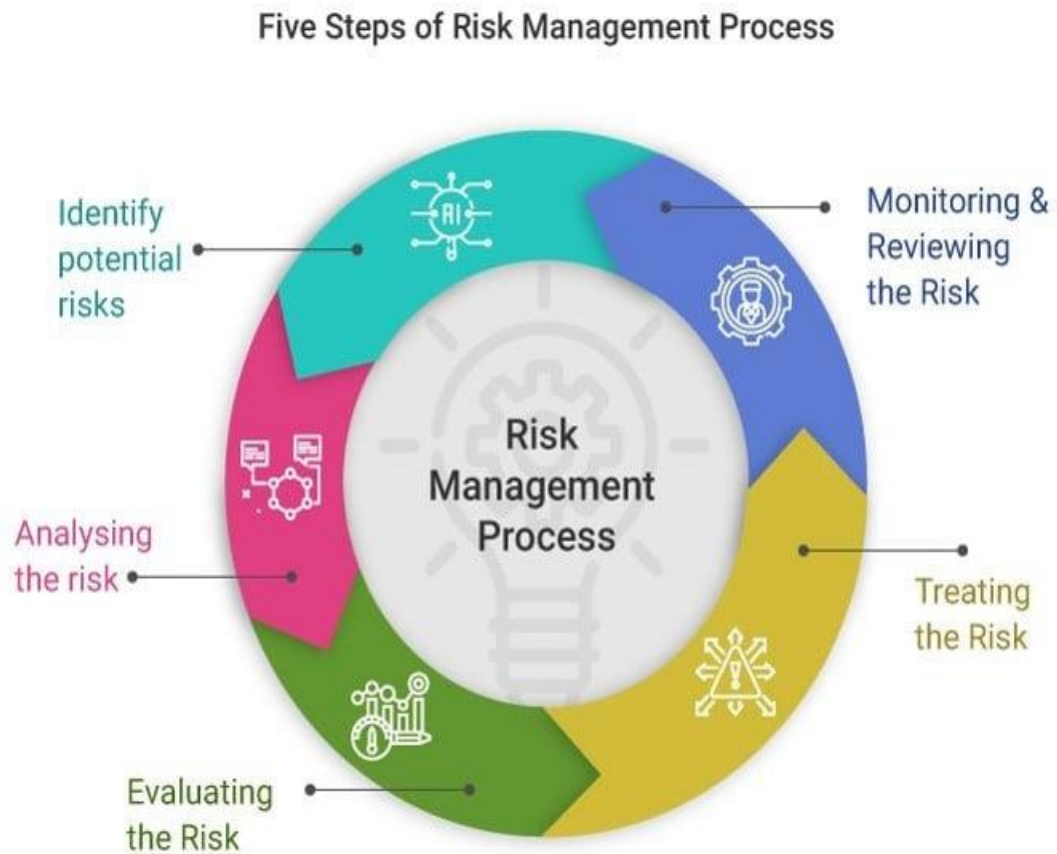 Five Steps of Risk Management Process
Identify
potential
risks
AI
Monitoring &
Reviewing
the Risk
Risk
Management
Process
Analysing
the risk
Treating
the Risk
Evaluating
the Risk